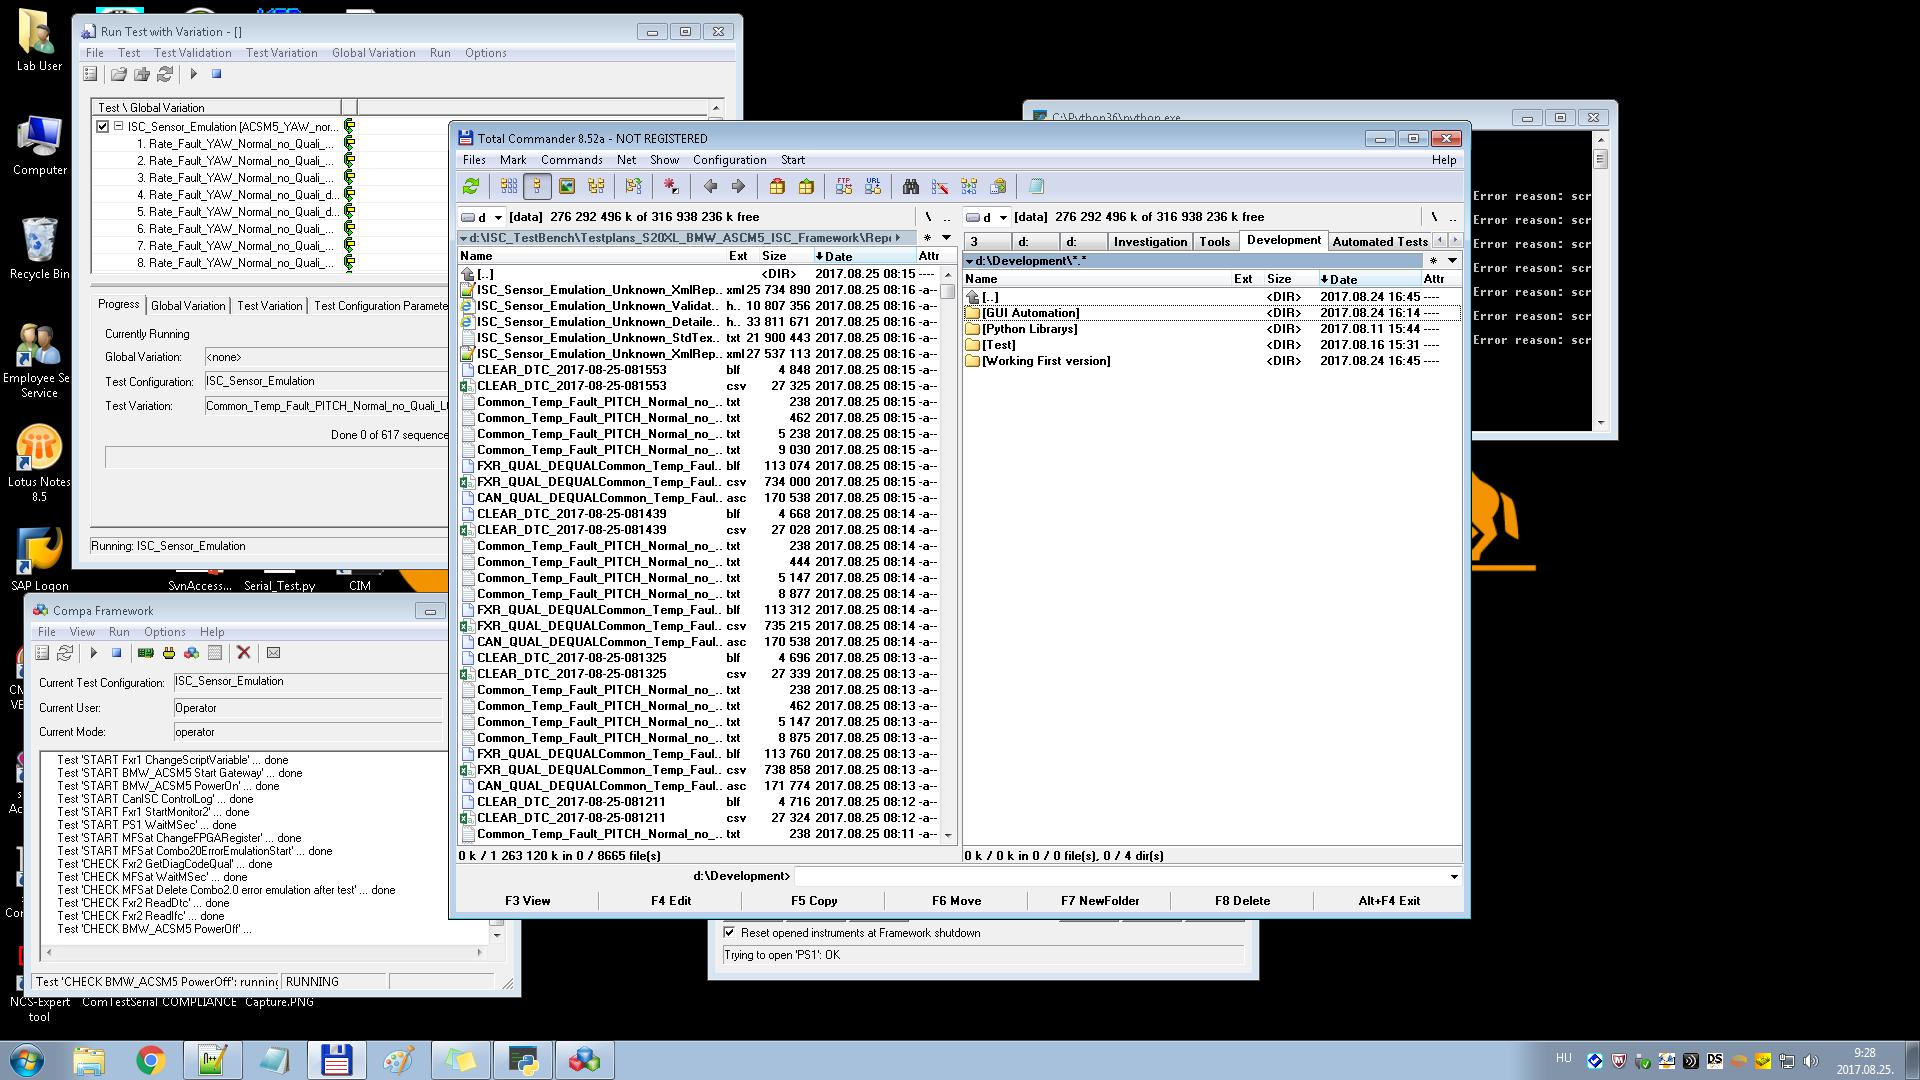 Lab User
Computer
Recycle Bin
Employee Se
Service
Lotus Notes
8.5
SAP Logon
SvnAccess...
Serial_Test.py
CIM
NCS-Expert
tool
ComTestSerial
COMPLIANCE
Capture.PNG
Run Test with Variation - []
File Test Test Validation Test Variation Global Variation Run Options
Test \ Global Variation
ISC_Sensor_Emulation [ACSM5_YAW_nor...
1. Rate_Fault_YAW_Normal_no_Quali_...
2. Rate_Fault_YAW_Normal_no_Quali_...
3. Rate_Fault_YAW_Normal_no_Quali_...
4. Rate_Fault_YAW_Normal_no_Quali_d...
5. Rate_Fault_YAW_Normal_no_Quali_d...
6. Rate_Fault_YAW_Normal_no_Quali_...
7. Rate_Fault_YAW_Normal_no_Quali_...
8. Rate_Fault_YAW_Normal_no_Quali_...
Progress Global Variation Test Variation Test Configuration Paramete
Currently Running
Global Variation: <none>
Test Configuration: ISC_Sensor_Emulation
Test Variation: Common_Temp_Fault_PITCH_Normal_no_Quali_L
Done 0 of 617 sequence
Running: ISC_Sensor_Emulation
Compa Framework
File View Run Options Help
Current Test Configuration: ISC_Sensor_Emulation
Current User: Operator
Current Mode: operator
Test 'START Fxr1 ChangeScriptVariable' ... done
Test 'START BMW_ACSM5 Start Gateway' ... done
Test 'START BMW_ACSM5 PowerOn' ... done
Test 'START CanISC ControlLog' ... done
Test 'START Fxr1 StartMonitor2' ... done
Test 'START PS1 WaitMSec' ... done
Test 'START MFSat ChangeFPGARegister' ... done
Test 'START MFSat Combo20ErrorEmulationStart' ... done
Test 'CHECK Fxr2 GetDiagCodeQual' ... done
Test 'CHECK MFSat WaitMSec' ... done
Test 'CHECK MFSat Delete Combo2.0 error emulation after test' ... done
Test 'CHECK Fxr2 ReadDtc' ... done
Test 'CHECK Fxr2 ReadIfc' ... done
Test 'CHECK BMW_ACSM5 PowerOff' ...
Test 'CHECK BMW_ACSM5 PowerOff': running RUNNING
Total Commander 8.52a - NOT REGISTERED
Files Mark Commands Net Show Configuration Start Help
FTP URL
d [data] 276 292 496 k of 316 938 236 k free \ ..
d:\ISC_TestBench\Testplans_S20XL_BMW_ASCM5_ISC_Framework\Repo * 
Name Ext Size Date Attr
[..] <DIR> 2017.08.25 08:15 ----
ISC_Sensor_Emulation_Unknown_XmlRep.. xml 25 734 890 2017.08.25 08:16 -a--
ISC_Sensor_Emulation_Unknown_Validat.. h.. 10 807 356 2017.08.25 08:16 -a--
ISC_Sensor_Emulation_Unknown_Detaile.. h.. 33 811 671 2017.08.25 08:16 -a--
ISC_Sensor_Emulation_Unknown_StdTex.. txt 21 900 443 2017.08.25 08:16 -a--
ISC_Sensor_Emulation_Unknown_XmlRep.. xml 27 537 113 2017.08.25 08:16 -a--
CLEAR_DTC_2017-08-25-081553 blf 4 848 2017.08.25 08:15 -a--
CLEAR_DTC_2017-08-25-081553 csv 27 325 2017.08.25 08:15 -a--
Common_Temp_Fault_PITCH_Normal_no_.. txt 238 2017.08.25 08:15 -a--
Common_Temp_Fault_PITCH_Normal_no_.. txt 462 2017.08.25 08:15 -a--
Common_Temp_Fault_PITCH_Normal_no_.. txt 5 238 2017.08.25 08:15 -a--
Common_Temp_Fault_PITCH_Normal_no_.. txt 9 030 2017.08.25 08:15 -a--
FXR_QUAL_DEQUALCommon_Temp_Faul.. blf 113 074 2017.08.25 08:15 -a--
FXR_QUAL_DEQUALCommon_Temp_Faul.. csv 734 000 2017.08.25 08:15 -a--
CAN_QUAL_DEQUALCommon_Temp_Fau.. asc 170 538 2017.08.25 08:15 -a--
CLEAR_DTC_2017-08-25-081439 blf 4 668 2017.08.25 08:14 -a--
CLEAR_DTC_2017-08-25-081439 csv 27 028 2017.08.25 08:14 -a--
Common_Temp_Fault_PITCH_Normal_no_.. txt 238 2017.08.25 08:14 -a--
Common_Temp_Fault_PITCH_Normal_no_.. txt 444 2017.08.25 08:14 -a--
Common_Temp_Fault_PITCH_Normal_no_.. txt 5 147 2017.08.25 08:14 -a--
Common_Temp_Fault_PITCH_Normal_no_.. txt 8 877 2017.08.25 08:14 -a--
FXR_QUAL_DEQUALCommon_Temp_Faul.. blf 113 312 2017.08.25 08:14 -a--
FXR_QUAL_DEQUALCommon_Temp_Faul.. csv 735 215 2017.08.25 08:14 -a--
CAN_QUAL_DEQUALCommon_Temp_Fau.. asc 170 538 2017.08.25 08:14 -a--
CLEAR_DTC_2017-08-25-081325 blf 4 696 2017.08.25 08:13 -a--
CLEAR_DTC_2017-08-25-081325 csv 27 339 2017.08.25 08:13 -a--
Common_Temp_Fault_PITCH_Normal_no_.. txt 238 2017.08.25 08:13 -a--
Common_Temp_Fault_PITCH_Normal_no_.. txt 462 2017.08.25 08:13 -a--
Common_Temp_Fault_PITCH_Normal_no_.. txt 5 147 2017.08.25 08:13 -a--
Common_Temp_Fault_PITCH_Normal_no_.. txt 8 875 2017.08.25 08:13 -a--
FXR_QUAL_DEQUALCommon_Temp_Faul.. blf 113 760 2017.08.25 08:13 -a--
FXR_QUAL_DEQUALCommon_Temp_Faul.. csv 738 858 2017.08.25 08:13 -a--
CAN_QUAL_DEQUALCommon_Temp_Fau.. asc 171 774 2017.08.25 08:13 -a--
CLEAR_DTC_2017-08-25-081211 blf 4 716 2017.08.25 08:12 -a--
CLEAR_DTC_2017-08-25-081211 csv 27 324 2017.08.25 08:12 -a--
Common_Temp_Fault_PITCH_Normal_no_.. txt 238 2017.08.25 08:11 -a--
0 k / 1 263 120 k in 0 / 8665 file(s)
d [data] 276 292 496 k of 316 938 236 k free \ ..
3 d: d: Investigation Tools Development Automated Tests
d:\Development\*.* *
Name Ext Size Date Attr
[..] <DIR> 2017.08.24 16:45 ----
[GUI Automation] <DIR> 2017.08.24 16:14 ----
[Python Librarys] <DIR> 2017.08.11 15:44 ----
[Test] <DIR> 2017.08.16 15:31 ----
[Working First version] <DIR> 2017.08.24 16:45 ----
0 k / 0 k in 0 / 0 file(s), 0 / 4 dir(s)
d:\Development>
F3 View F4 Edit F5 Copy F6 Move F7 NewFolder F8 Delete Alt+F4 Exit
C:\Python36\python.exe
Error reason: scr
Error reason: scr
Error reason: scr
Error reason: scr
Error reason: scr
Error reason: scr
Error reason: scr
Reset opened instruments at Framework shutdown
Trying to open 'PS1': OK
HU
DS
9:28
2017.08.25.